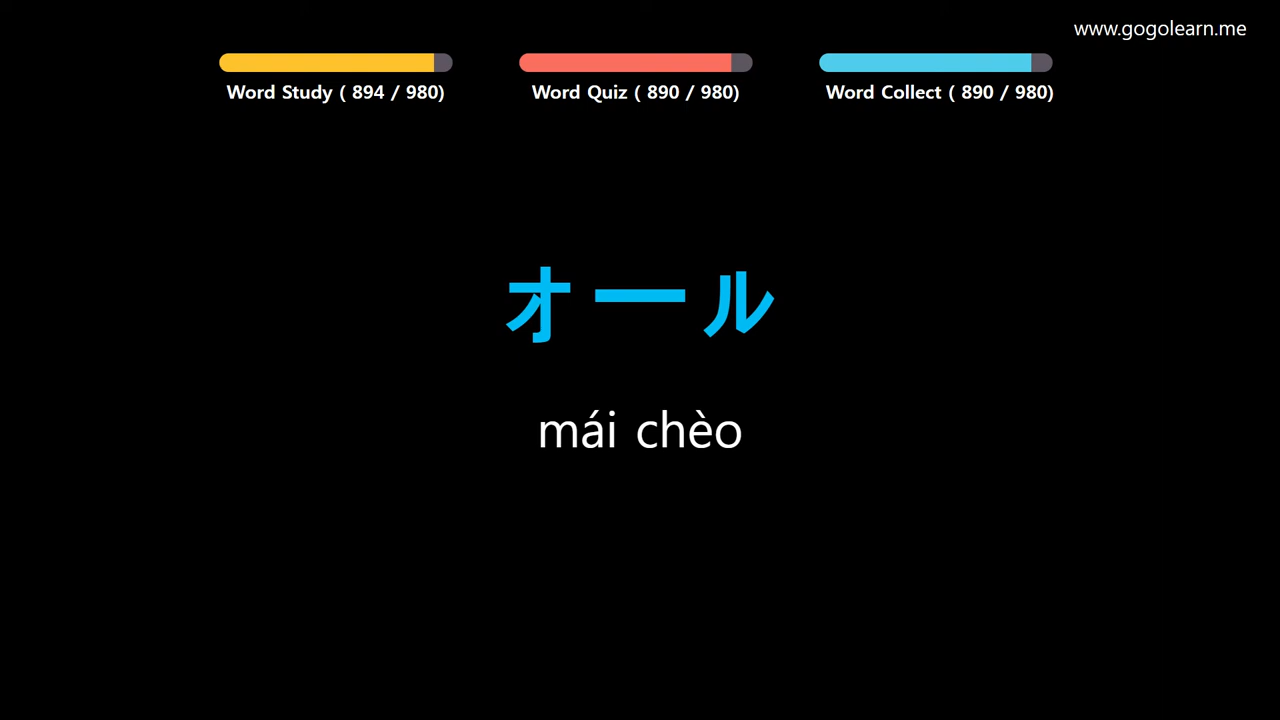 www.gogolearn.me
Word Study ( 894 / 980)
Word Quiz ( 890 / 980)
Word Collect ( 890 / 980)
オール
mái chèo